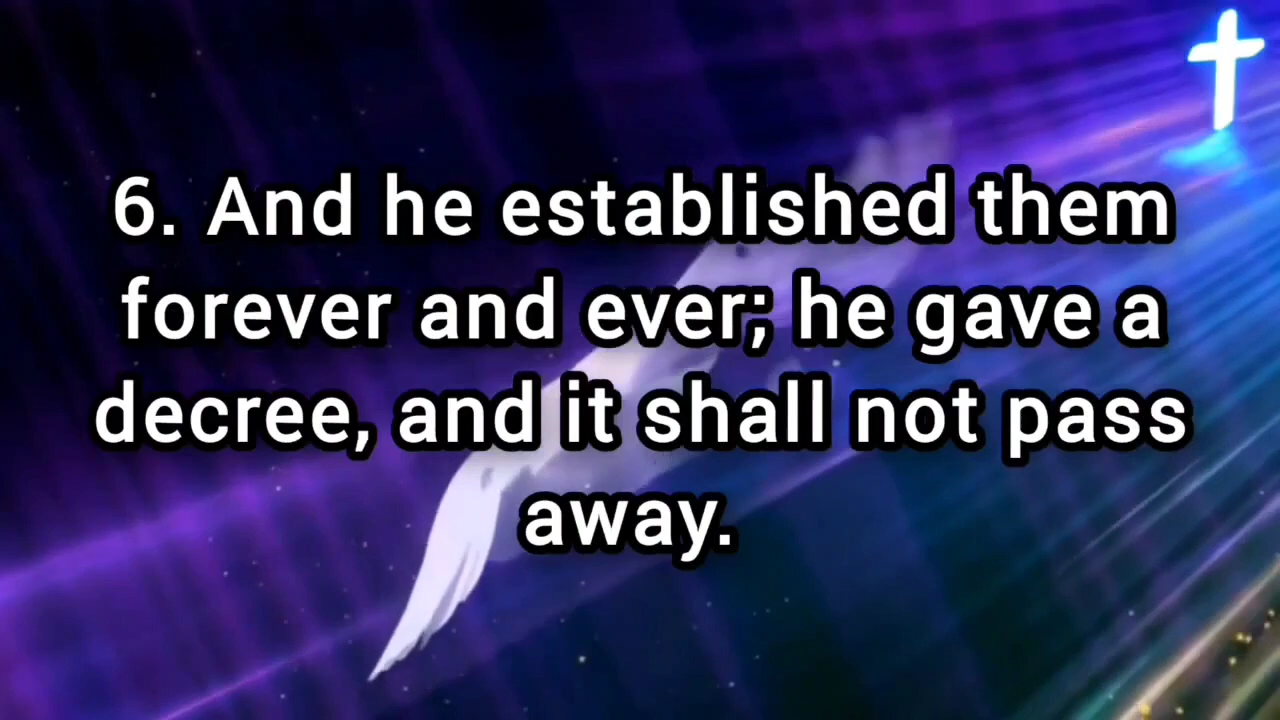 6. And he established them
forever and ever; he gave a
decree, and it shall not pass
away.